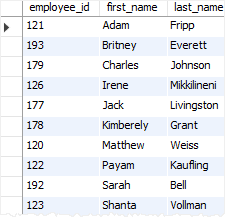 employee_id first_name last_name
121 Adam Fripp
193 Britney Everett
179 Charles Johnson
126 Irene Mikkilineni
177 Jack Livingston
178 Kimberely Grant
120 Matthew Weiss
122 Payam Kaufling
192 Sarah Bell
123 Shanta Vollman